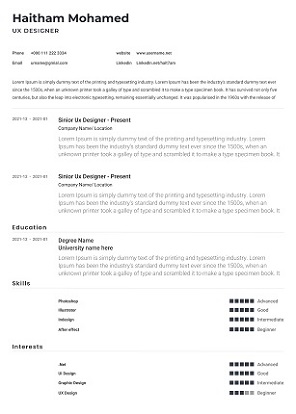 Haitham Mohamed
UX DESIGNER
Phone +090 111 222 3334 website www.username.net
Email urname@gmail.com Linkedin linkedin.net/haitham
Lorem Ipsum is simply dummy text of the printing and typesetting industry. Lorem Ipsum has been the industry's standard dummy
text ever since the 1500s, when an unknown printer took a galley of type and scrambled it to make a type specimen book. It has survived not only five
centuries, but also the leap into electronic typesetting, remaining essentially unchanged. It was popularised in the 1960s with the release of
2021-13 - 2021-01 Sinior Ux Designer - Present
Company Name/ Location
Lorem Ipsum is simply dummy text of the printing and typesetting industry. Lorem
Ipsum has been the industry's standard dummy text ever since the 1500s, when an
unknown printer took a galley of type and scrambled it to make a type specimen book. It
2021-13 - 2021-01 Sinior Ux Designer - Present
Company Name/ Location
Lorem Ipsum is simply dummy text of the printing and typesetting industry. Lorem
Ipsum has been the industry's standard dummy text ever since the 1500s, when an
unknown printer took a galley of type and scrambled it to make a type specimen book. It
Education
2021-13 - 2021-01 Degree Name
University name here
Lorem Ipsum is simply dummy text of the printing and typesetting industry. Lorem
Ipsum has been the industry's standard dummy text ever since the 1500s, when an
unknown printer took a galley of type and scrambled it to make a type specimen book. It
Skills
Photoshop Advanced
Illustrator Good
Indesign Intermediate
After effect Beginner
Interests
Advanced
UI Design Good
Graphic Design Intermediate
UX Design Beginner